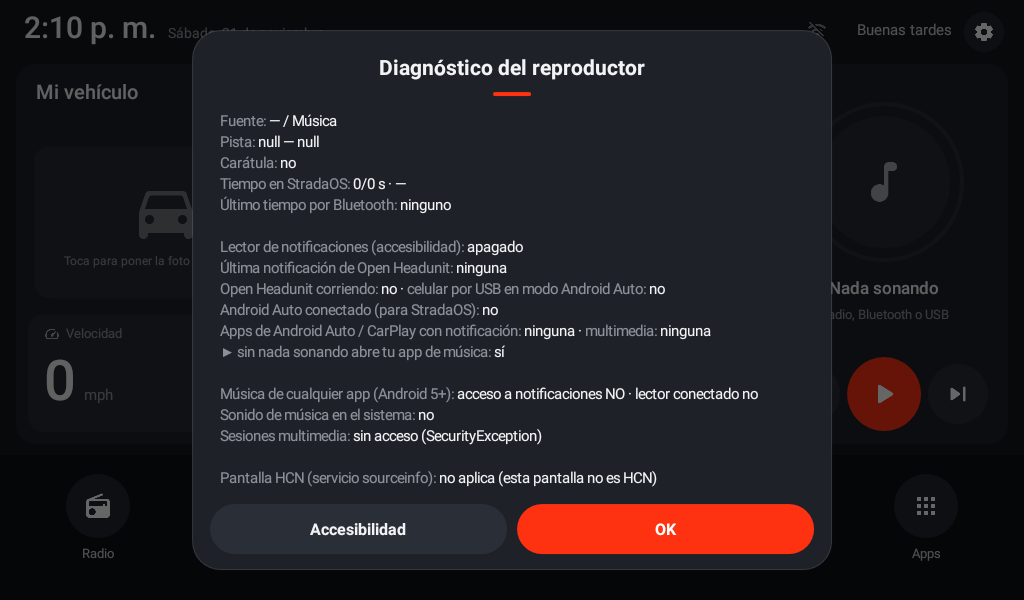 2:10 p. m.
Sábado
Buenas tardes
Mi vehículo
Toca para poner la foto
Velocidad
mph
Diagnóstico del reproductor
Fuente: — / Música
Pista: null — null
Carátula: no
Tiempo en StradaOS: 0/0 s · —
Último tiempo por Bluetooth: ninguno
Lector de notificaciones (accesibilidad): apagado
Última notificación de Open Headunit: ninguna
Open Headunit corriendo: no · celular por USB en modo Android Auto: no
Android Auto conectado (para StradaOS): no
Apps de Android Auto / CarPlay con notificación: ninguna · multimedia: ninguna
► sin nada sonando abre tu app de música: sí
Música de cualquier app (Android 5+): acceso a notificaciones NO · lector conectado no
Sonido de música en el sistema: no
Sesiones multimedia: sin acceso (SecurityException)
Pantalla HCN (servicio sourceinfo): no aplica (esta pantalla no es HCN)
Accesibilidad
OK
0
Nada sonando
adio, Bluetooth o USB
Radio
Apps